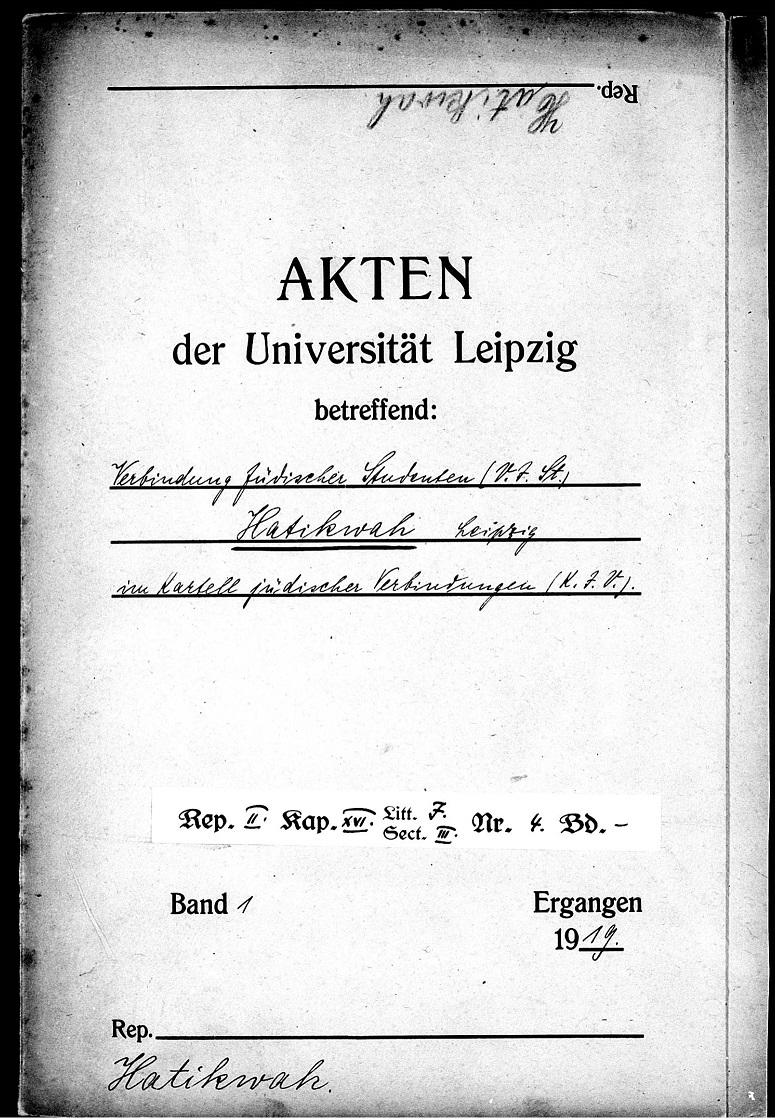 Rep.
Hatikwah.
AKTEN
der Universität Leipzig
betreffend:
Verbindung Jüdischer Studenten (V. J. St.)
Hatikwah Leipzig
im Kartell jüdischer Verbindungen (K. J. V.).
Rep. II. Kap. XVI. Litt. J. Sect. III. Nr. 4. Bd. –
Band 1
Ergangen
1919.
Rep.
Hatikwah.